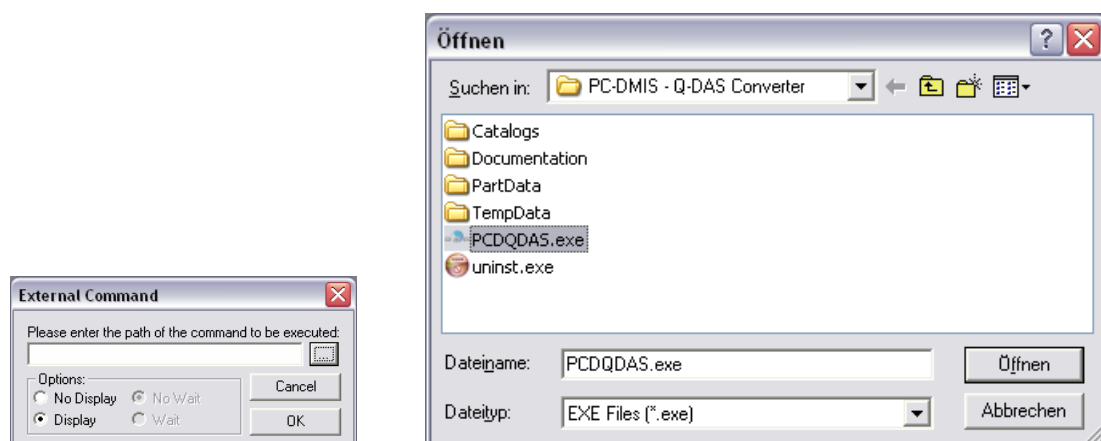 External Command
Please enter the path of the command to be executed:
...
Options:
No Display No Wait
Display Wait
Cancel
OK
Öffnen
Suchen in: PC-DMIS - Q-DAS Converter
Catalogs
Documentation
PartData
TempData
PCDQDAS.exe
uninst.exe
Dateiname: PCDQDAS.exe Öffnen
Dateityp: EXE Files (*.exe) Abbrechen